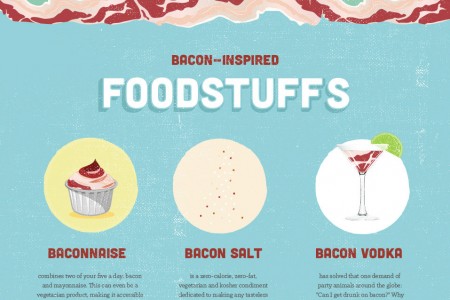 BACON-INSPIRED
FOODSTUFFS
BACONNAISE
BACON SALT
BACON VODKA
combines two of your five a day: bacon
and mayonnaise. This can even be a
vegetarian product, making it accessible
is a zero-calorie, zero-fat,
vegetarian and kosher condiment
dedicated to making any tasteless
has solved that one demand of
party animals around the globe:
"Can I get drunk on bacon?" Why